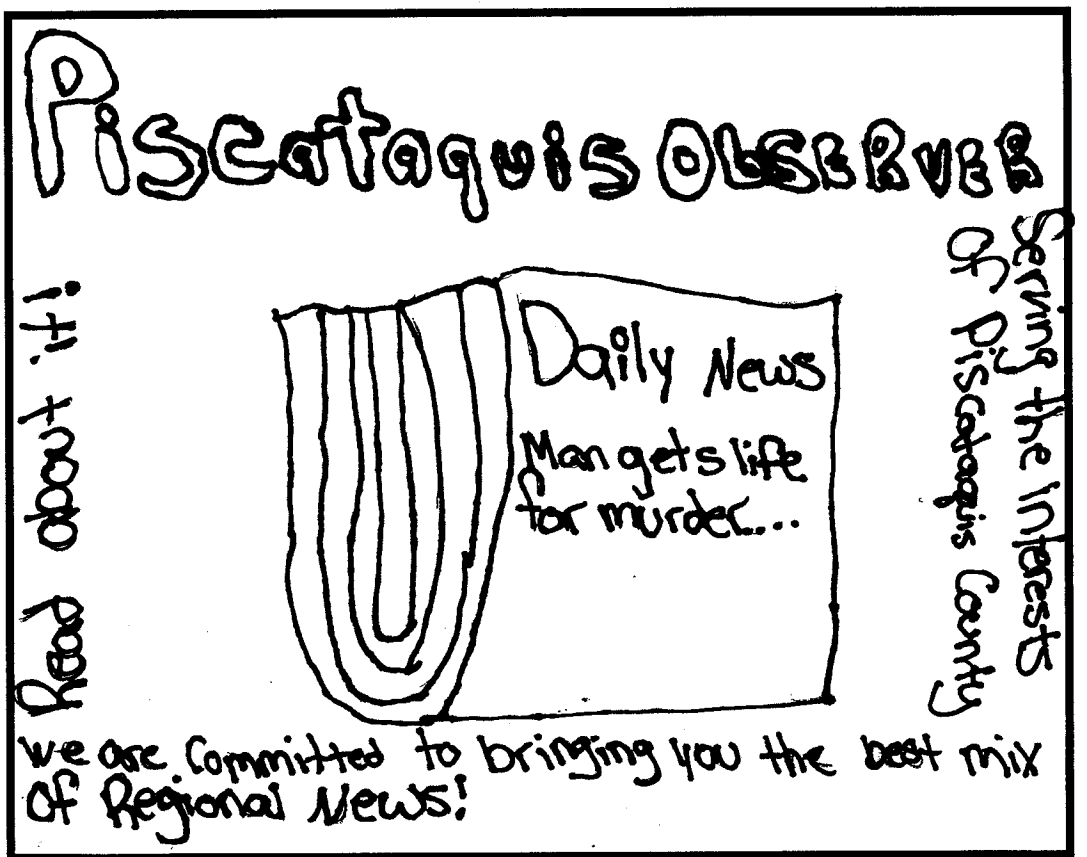 Piscataquis OBSERVER
Read about it!
Daily News
Man gets life
for murder...
Serving the interests
Of Piscataquis County
We are committed to bringing you the best mix
Of Regional News!